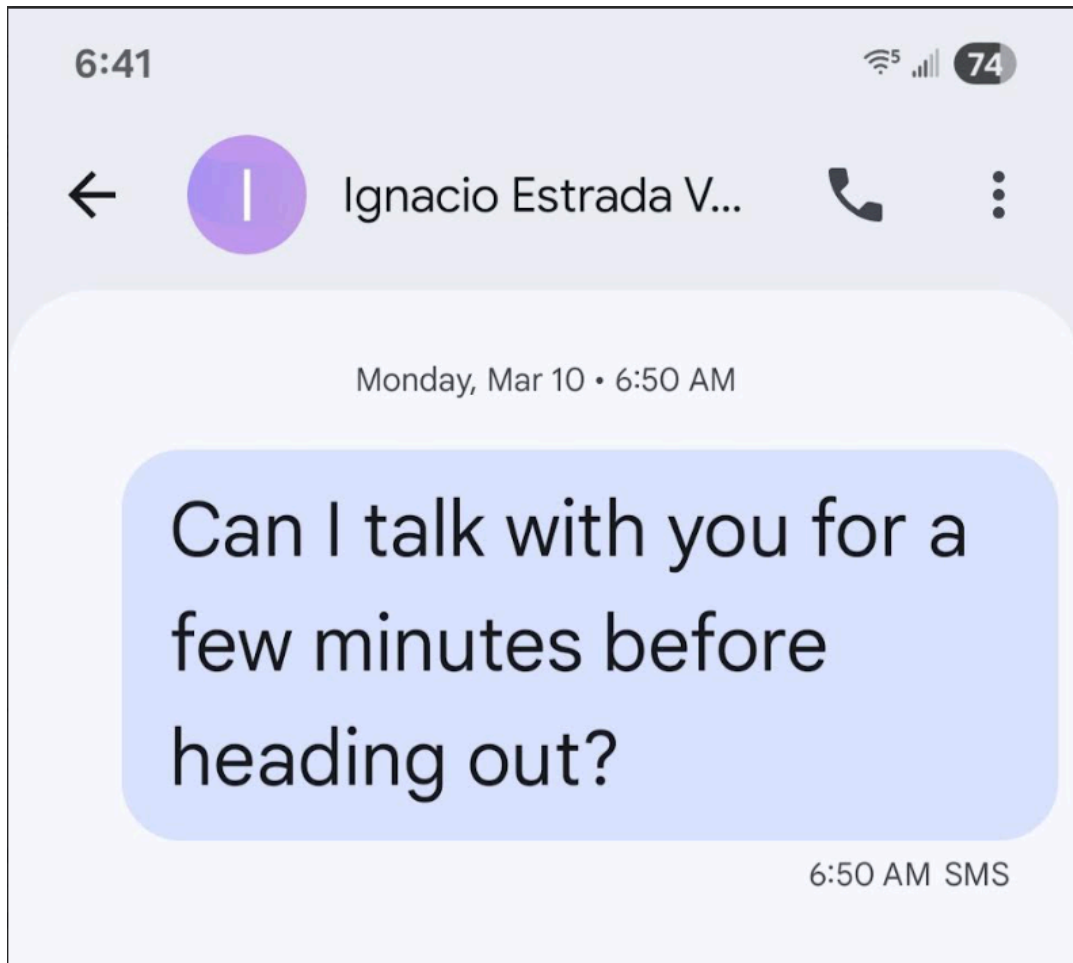 6:41
5
74
I
Ignacio Estrada V...
Monday, Mar 10 • 6:50 AM
Can I talk with you for a
few minutes before
heading out?
6:50 AM SMS